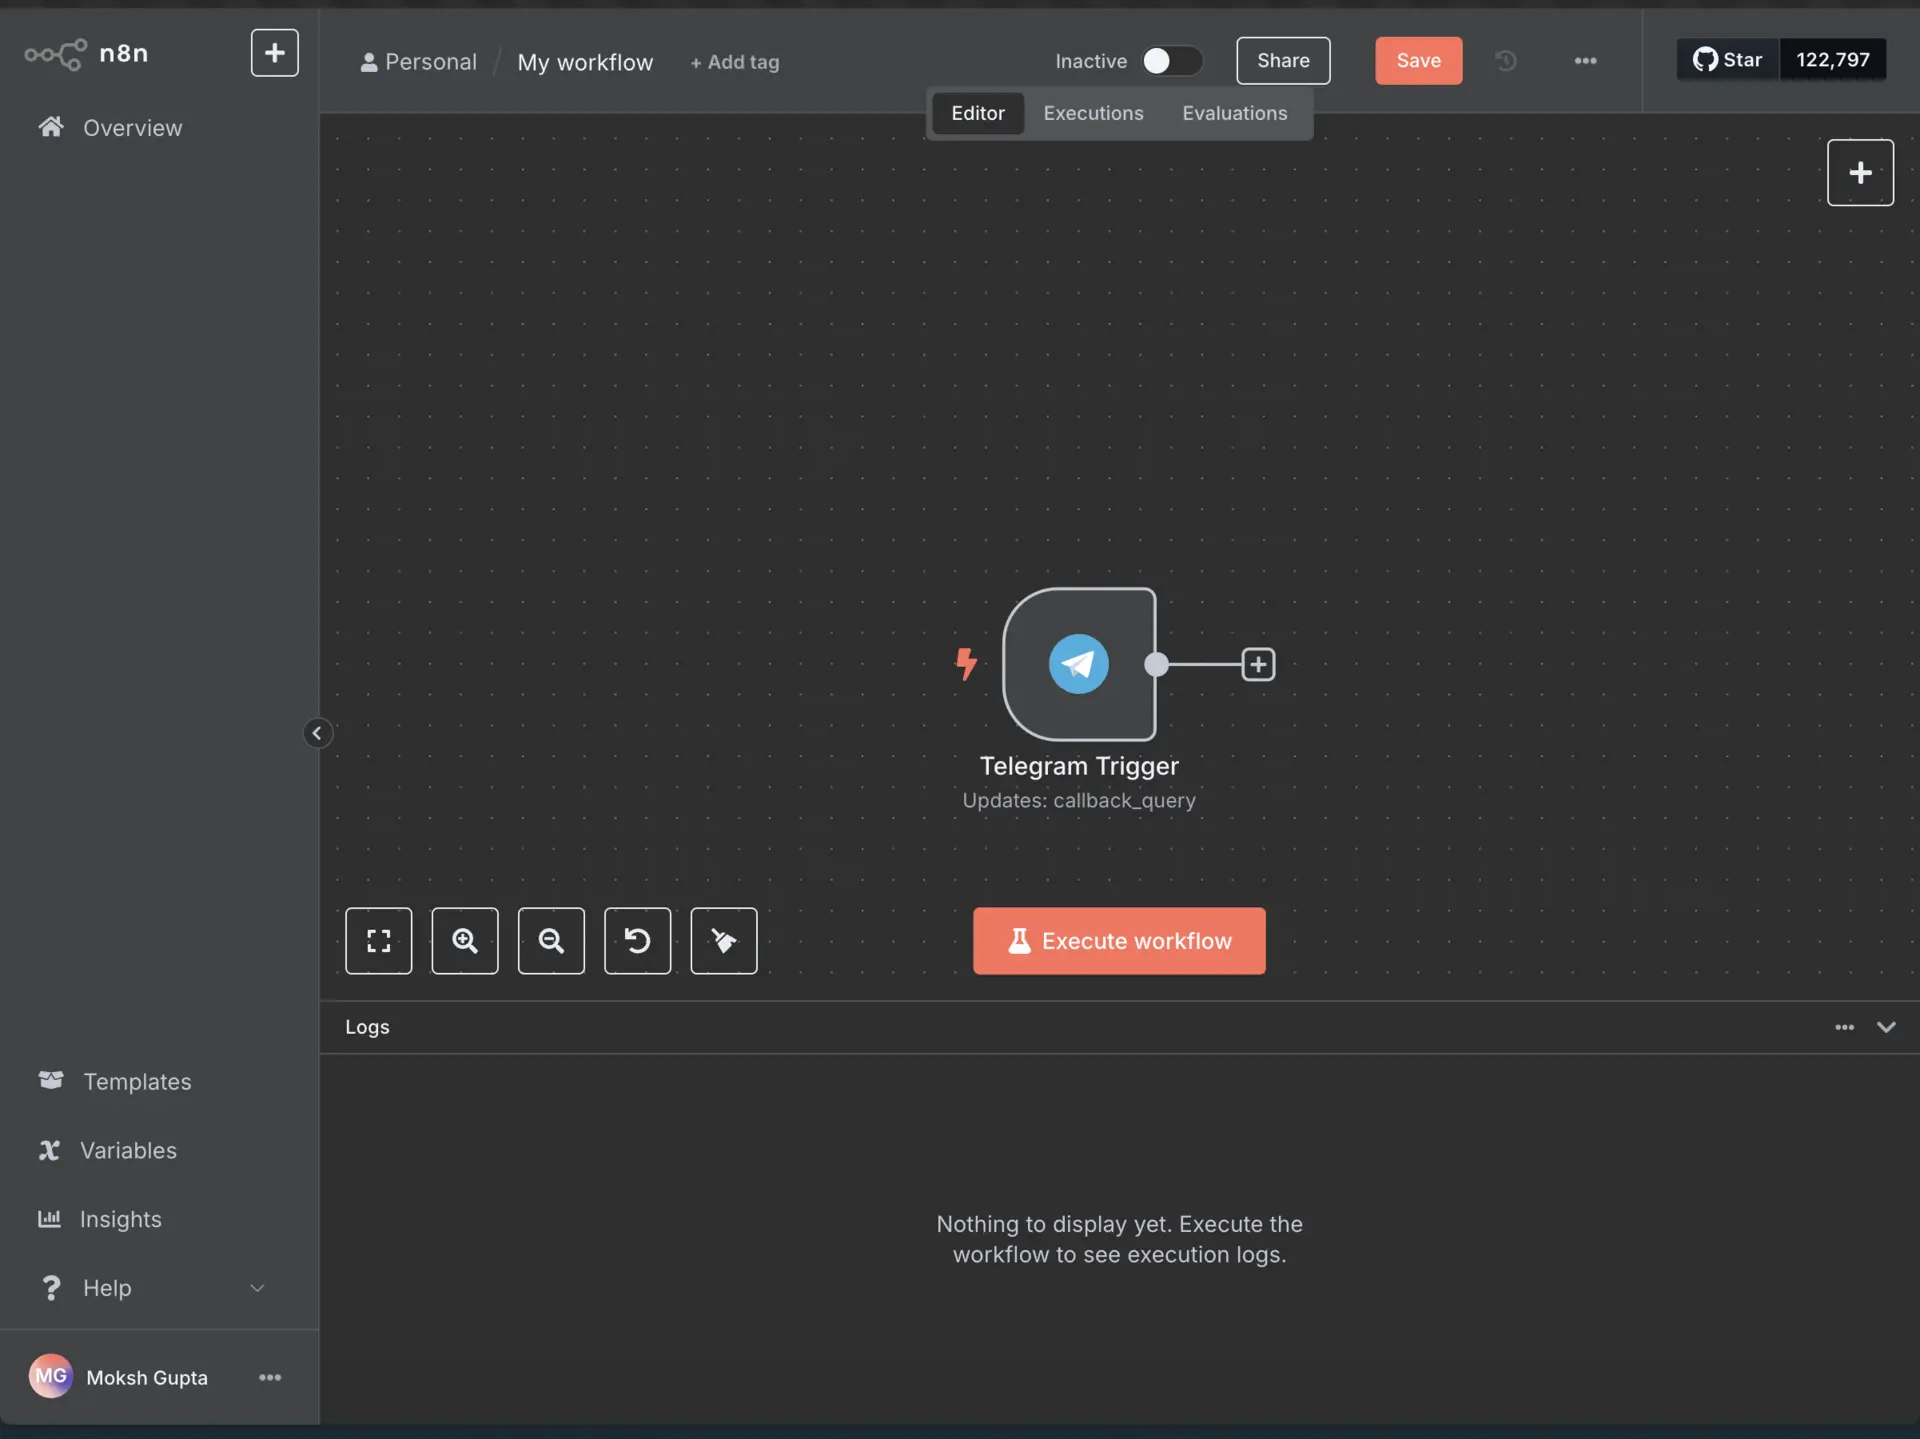 n8n
Overview
Personal / My workflow + Add tag
Inactive Share Save Star 122,797
Editor Executions Evaluations
Telegram Trigger
Updates: callback_query
Execute workflow
Logs
Nothing to display yet. Execute the
workflow to see execution logs.
Templates
Variables
Insights
Help
MG Moksh Gupta